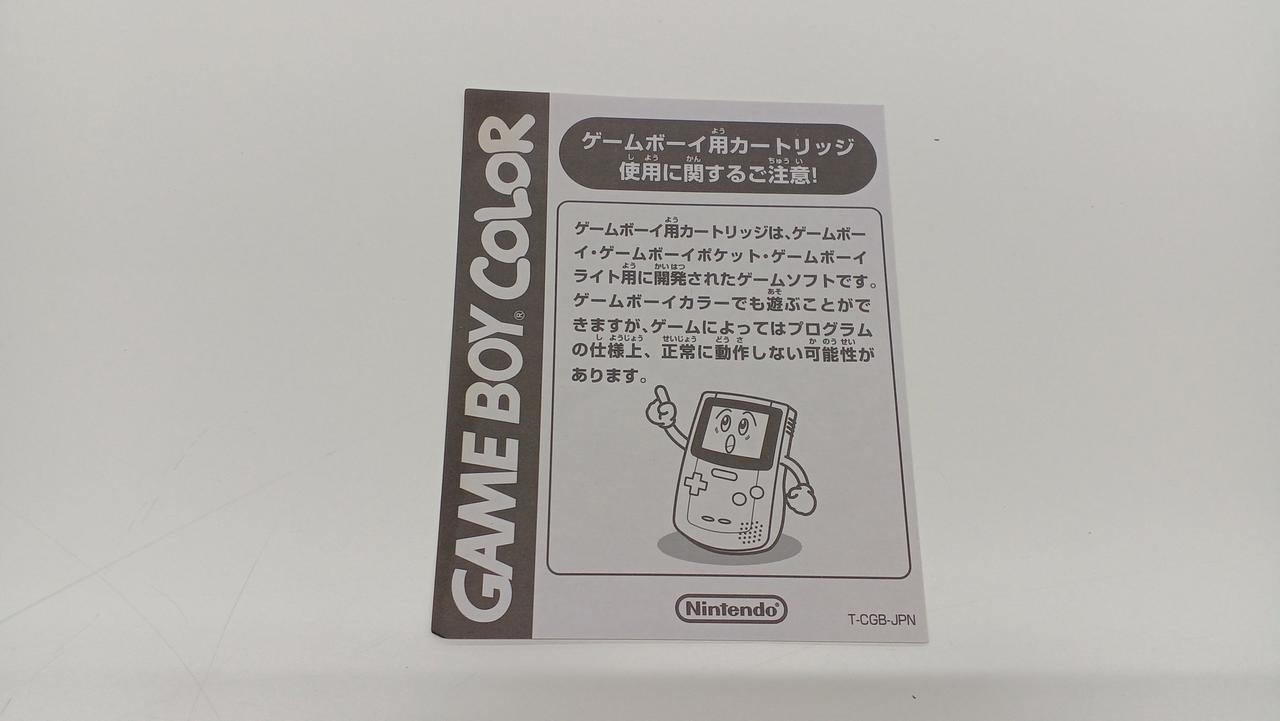 GAME BOY COLOR
ゲームボーイ用カートリッジ
使用に関するご注意!
ゲームボーイ用カートリッジは、ゲームボー
イ・ゲームボーイポケット・ゲームボーイ
ライト用に開発されたゲームソフトです。
ゲームボーイカラーでも遊ぶことがで
きますが、ゲームによってはプログラム
の仕様上、正常に動作しない可能性が
あります。
Nintendo®
T-CGB-JPN